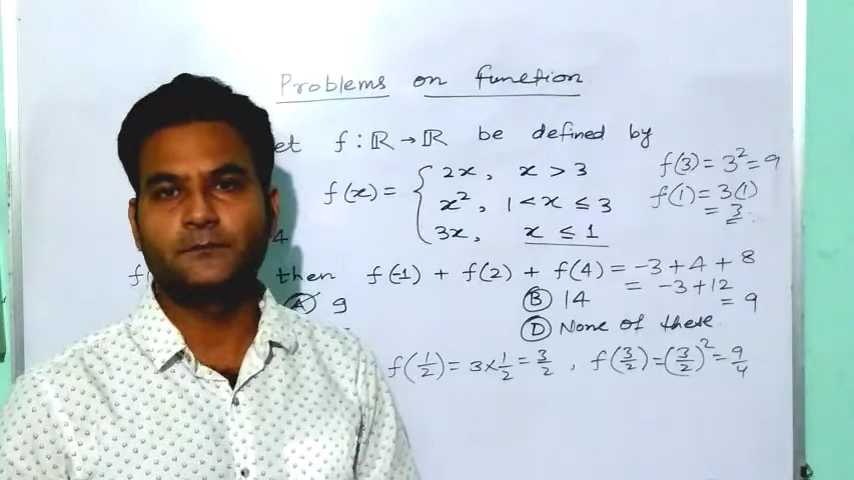 Problems on function
et f : ℝ → ℝ be defined by
f(x) = { 2x, x > 3
x², 1 < x ≤ 3
3x, x ≤ 1
f(3) = 3² = 9
f(1) = 3(1)
= 3
4
f( then f(-1) + f(2) + f(4) = -3 + 4 + 8
= -3 + 12
= 9
(A) 9 (B) 14
(D) None of these
f(1/2) = 3 × 1/2 = 3/2 , f(3/2) = (3/2)² = 9/4